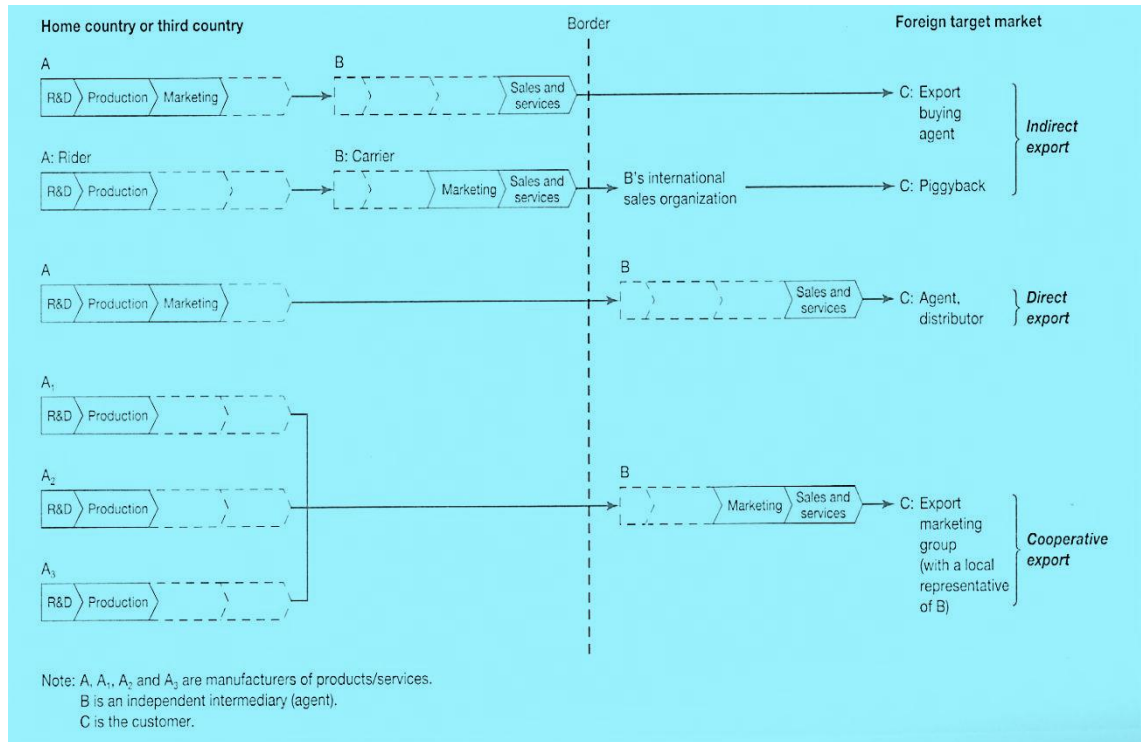 Home country or third country
Border
Foreign target market
A
B
R&D
Production
Marketing
Sales and
services
C: Export
buying
agent
Indirect
export
A: Rider
B: Carrier
R&D
Production
Marketing
Sales and
services
B's international
sales organization
C: Piggyback
A
B
R&D
Production
Marketing
Sales and
services
C: Agent,
distributor
Direct
export
A₁
R&D
Production
A₂
B
R&D
Production
Marketing
Sales and
services
C: Export
marketing
group
(with a local
representative
of B)
Cooperative
export
A₃
R&D
Production
Note: A, A₁, A₂ and A₃ are manufacturers of products/services.
B is an independent intermediary (agent).
C is the customer.